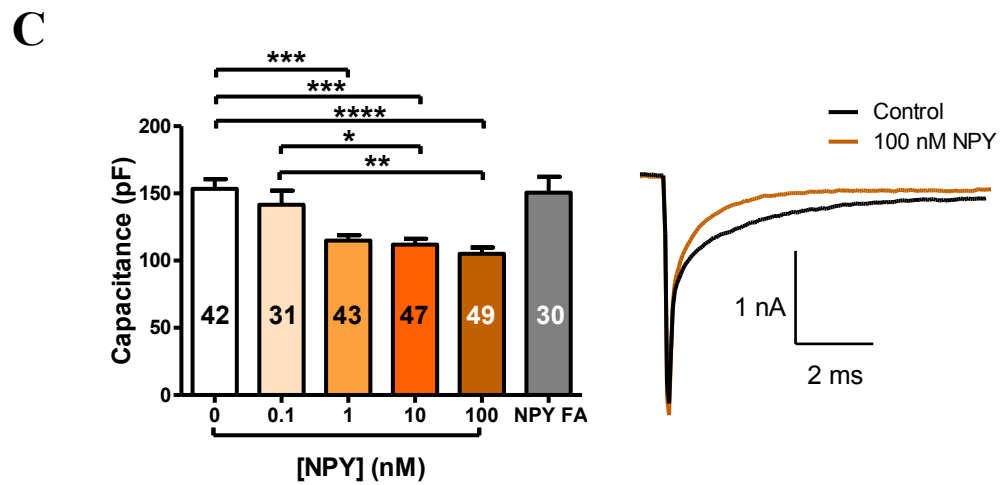 C
***
***
****
*
**
Control
100 nM NPY
Capacitance (pF)
200
150
100
50
0
42
31
43
47
49
30
0
0.1
1
10
100
NPY FA
[NPY] (nM)
1 nA
2 ms